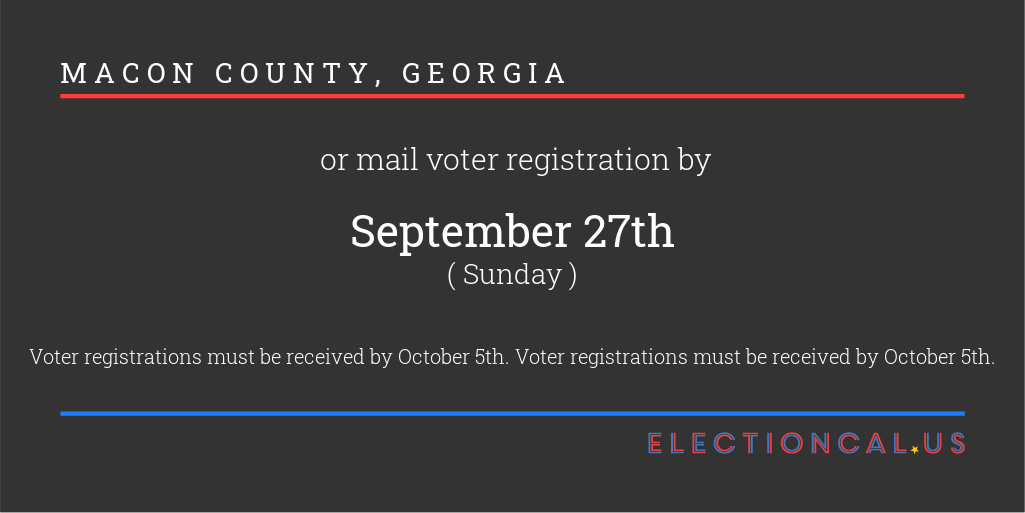 MACON COUNTY, GEORGIA
or mail voter registration by
September 27th
( Sunday )
Voter registrations must be received by October 5th. Voter registrations must be received by October 5th.
ELECTIONCAL.US